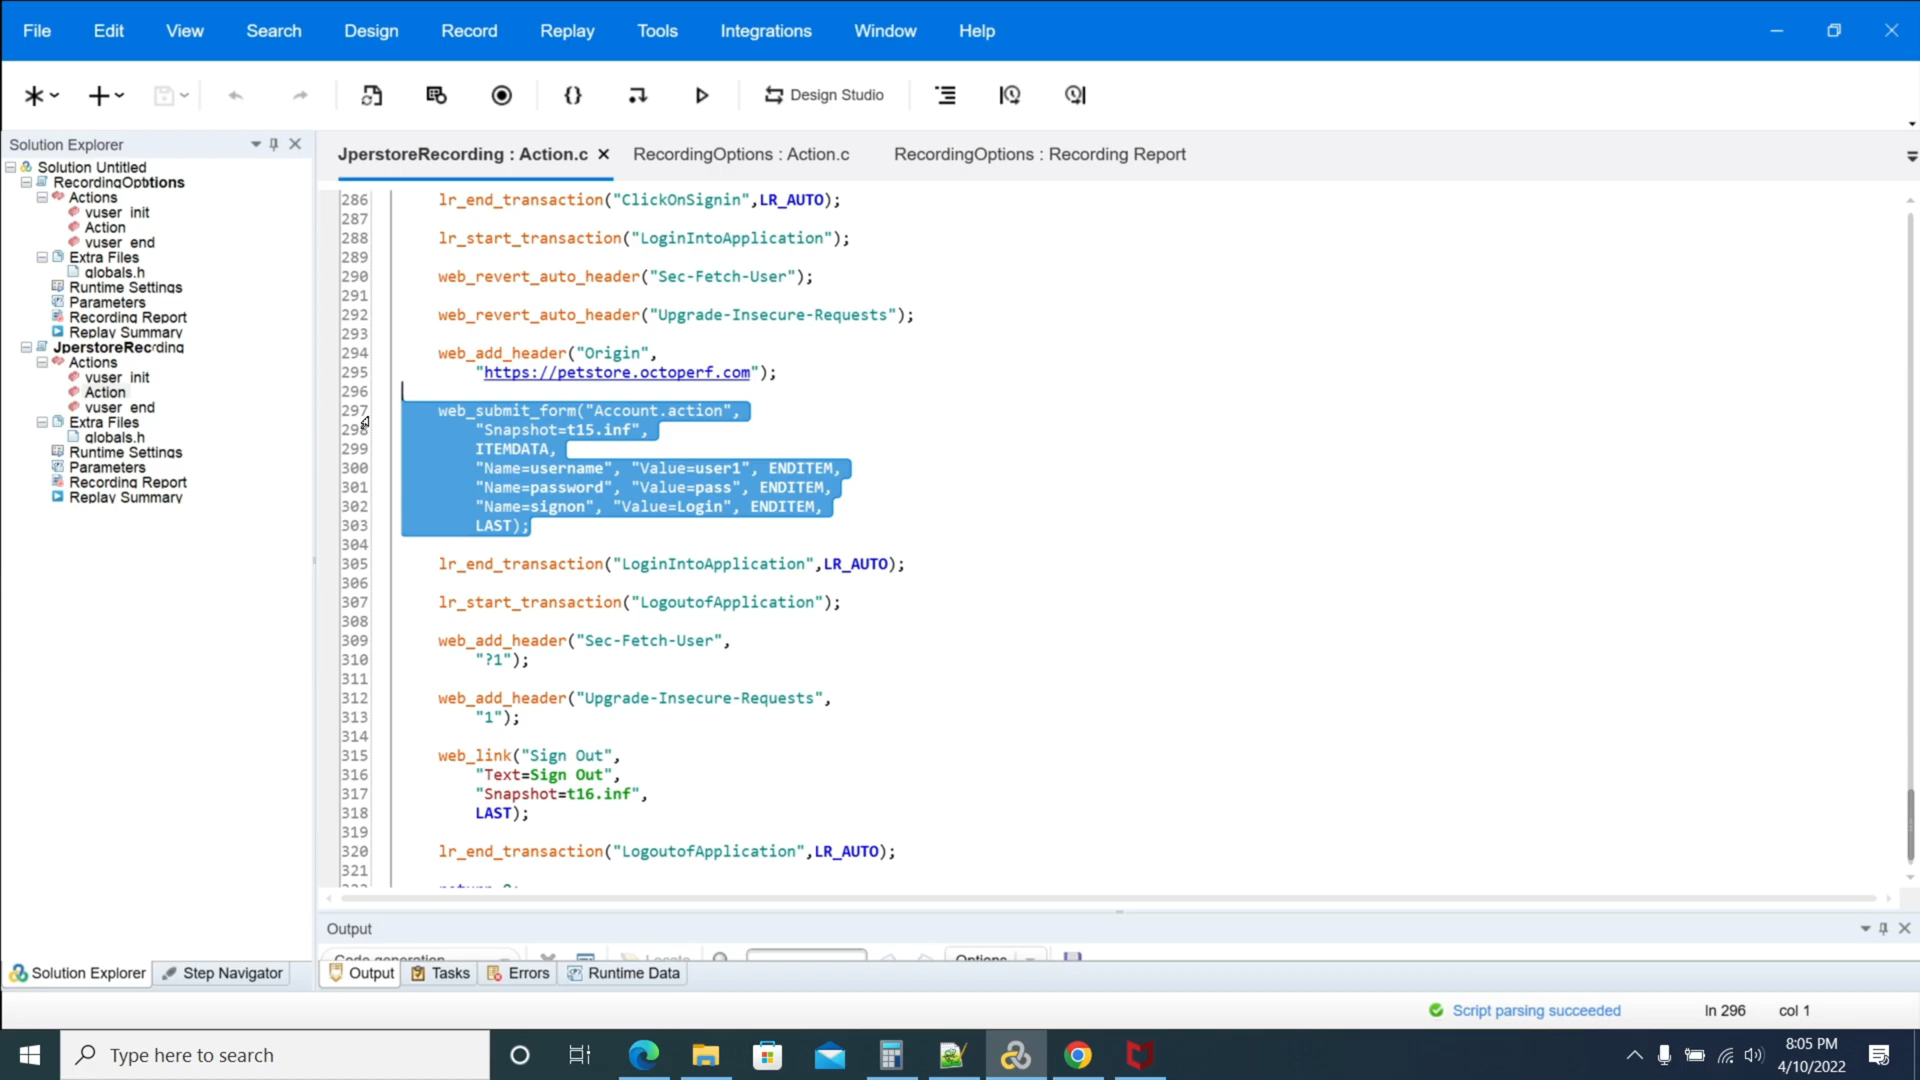 File Edit View Search Design Record Replay Tools Integrations Window Help
Design Studio
Solution Explorer
JperstoreRecording : Action.c RecordingOptions : Action.c RecordingOptions : Recording Report
Solution Untitled
RecordingOptions
Actions
vuser_init
Action
vuser_end
Extra Files
globals.h
Runtime Settings
Parameters
Recording Report
Replay Summary
JperstoreRecording
Actions
vuser_init
Action
vuser_end
Extra Files
globals.h
Runtime Settings
Parameters
Recording Report
Replay Summary
286 lr_end_transaction("ClickOnSignin",LR_AUTO);
287
288 lr_start_transaction("LoginIntoApplication");
289
290 web_revert_auto_header("Sec-Fetch-User");
291
292 web_revert_auto_header("Upgrade-Insecure-Requests");
293
294 web_add_header("Origin",
295 "https://petstore.octoperf.com");
296
297 web_submit_form("Account.action",
298 "Snapshot=t15.inf",
299 ITEMDATA,
300 "Name=username", "Value=user1", ENDITEM,
301 "Name=password", "Value=pass", ENDITEM,
302 "Name=signon", "Value=Login", ENDITEM,
303 LAST);
304
305 lr_end_transaction("LoginIntoApplication",LR_AUTO);
306
307 lr_start_transaction("LogoutofApplication");
308
309 web_add_header("Sec-Fetch-User",
310 "?1");
311
312 web_add_header("Upgrade-Insecure-Requests",
313 "1");
314
315 web_link("Sign Out",
316 "Text=Sign Out",
317 "Snapshot=t16.inf",
318 LAST);
319
320 lr_end_transaction("LogoutofApplication",LR_AUTO);
321
Output
Code generation Locate Options
Solution Explorer Step Navigator Output Tasks Errors Runtime Data
Script parsing succeeded ln 296 col 1
Type here to search
8:05 PM
4/10/2022